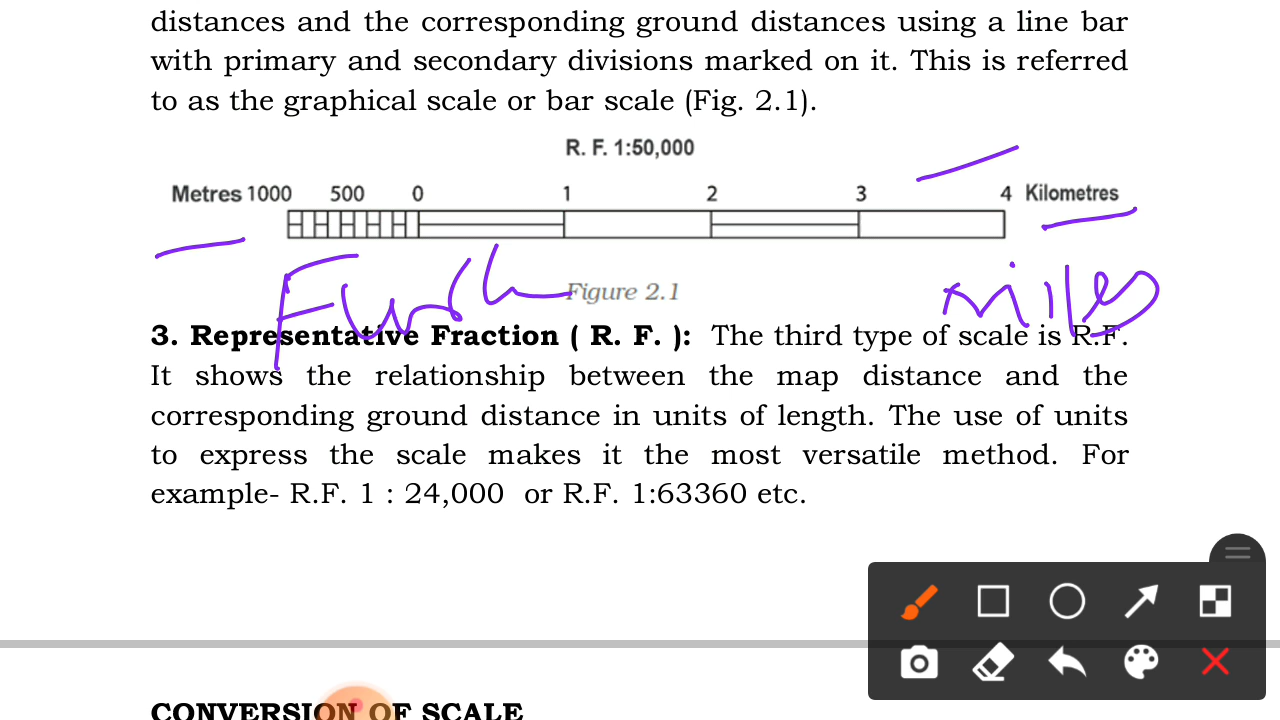 distances and the corresponding ground distances using a line bar
with primary and secondary divisions marked on it. This is referred
to as the graphical scale or bar scale (Fig. 2.1).
R. F. 1:50,000
Metres 1000 500 0 1 2 3 4 Kilometres
miles
Figure 2.1
3. Representative Fraction ( R. F. ): The third type of scale is R.F.
It shows the relationship between the map distance and the
corresponding ground distance in units of length. The use of units
to express the scale makes it the most versatile method. For
example- R.F. 1 : 24,000 or R.F. 1:63360 etc.
CONVERSION OF SCALE